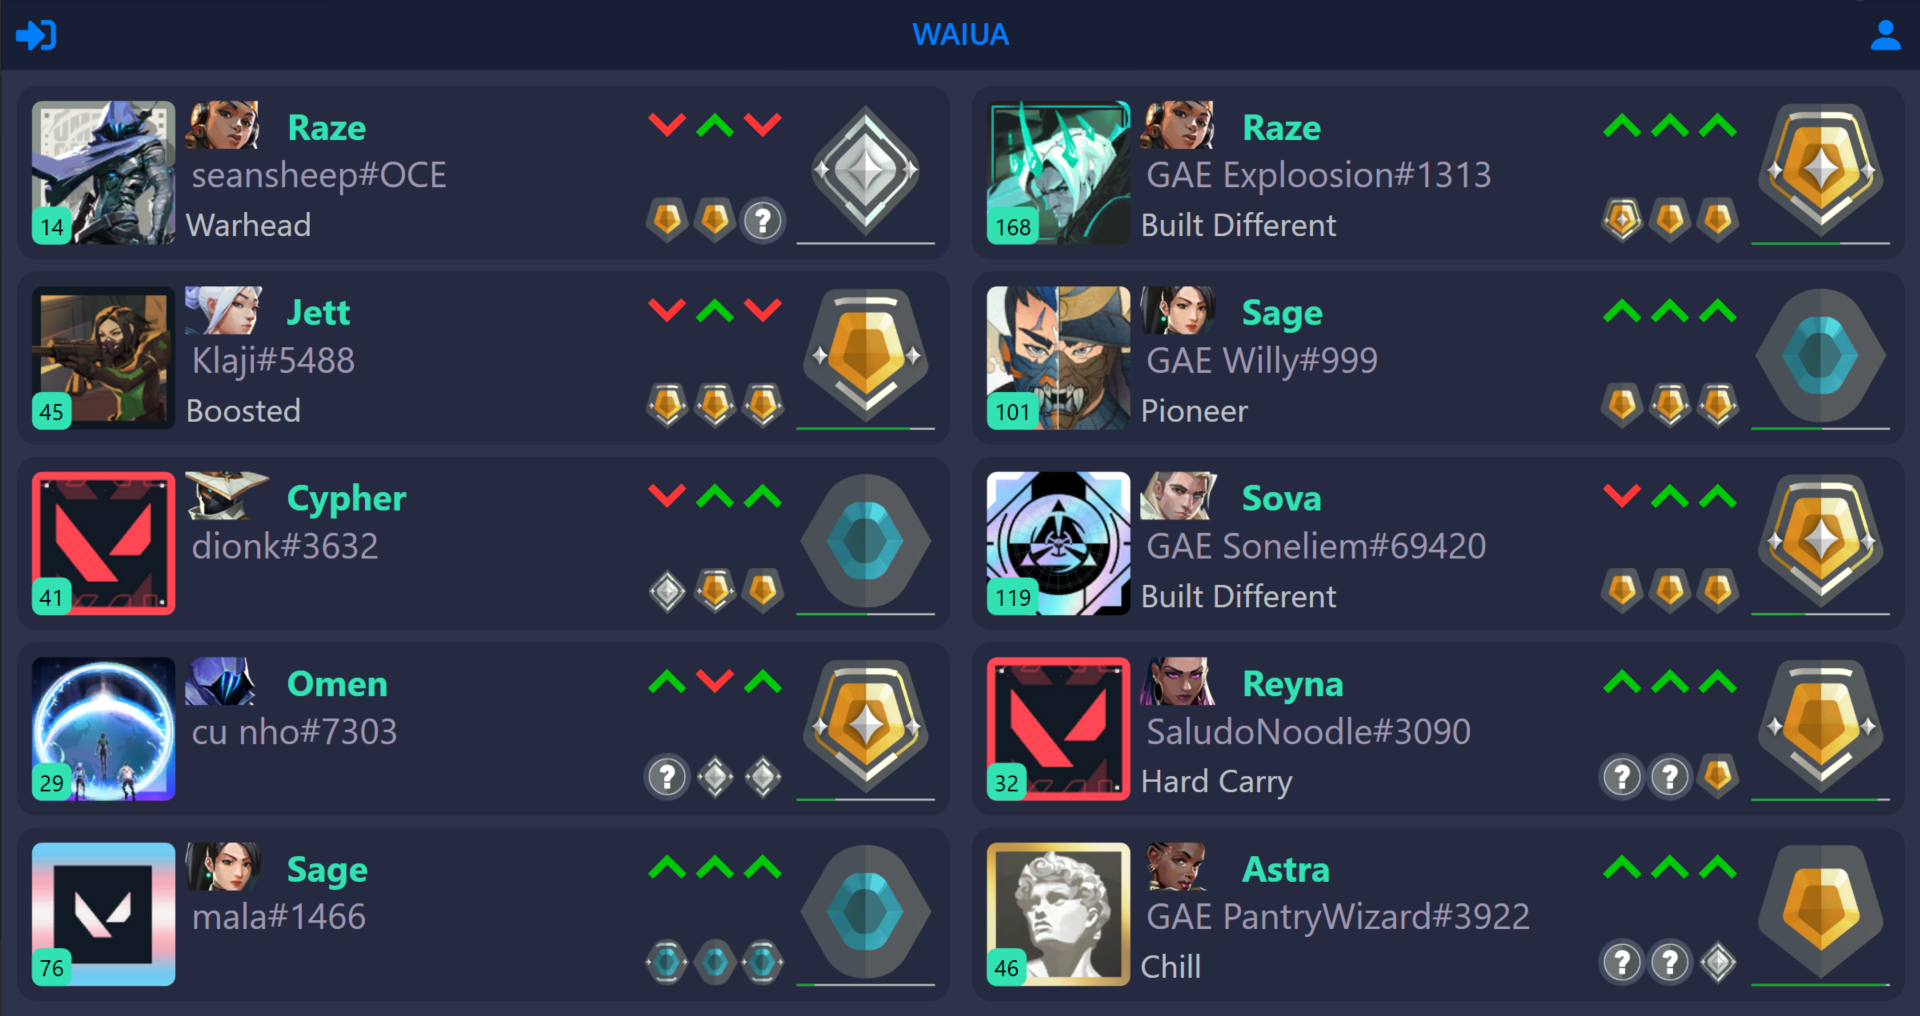 WAIUA
Raze
seansheep#OCE
14
Warhead
?
Jett
Klaji#5488
45
Boosted
Cypher
dionk#3632
41
Omen
cu nho#7303
29
?
Sage
mala#1466
76
Raze
GAE Exploosion#1313
168
Built Different
Sage
GAE Willy#999
101
Pioneer
Sova
GAE Soneliem#69420
119
Built Different
Reyna
SaludoNoodle#3090
32
Hard Carry
? ?
Astra
GAE PantryWizard#3922
46
Chill
? ?